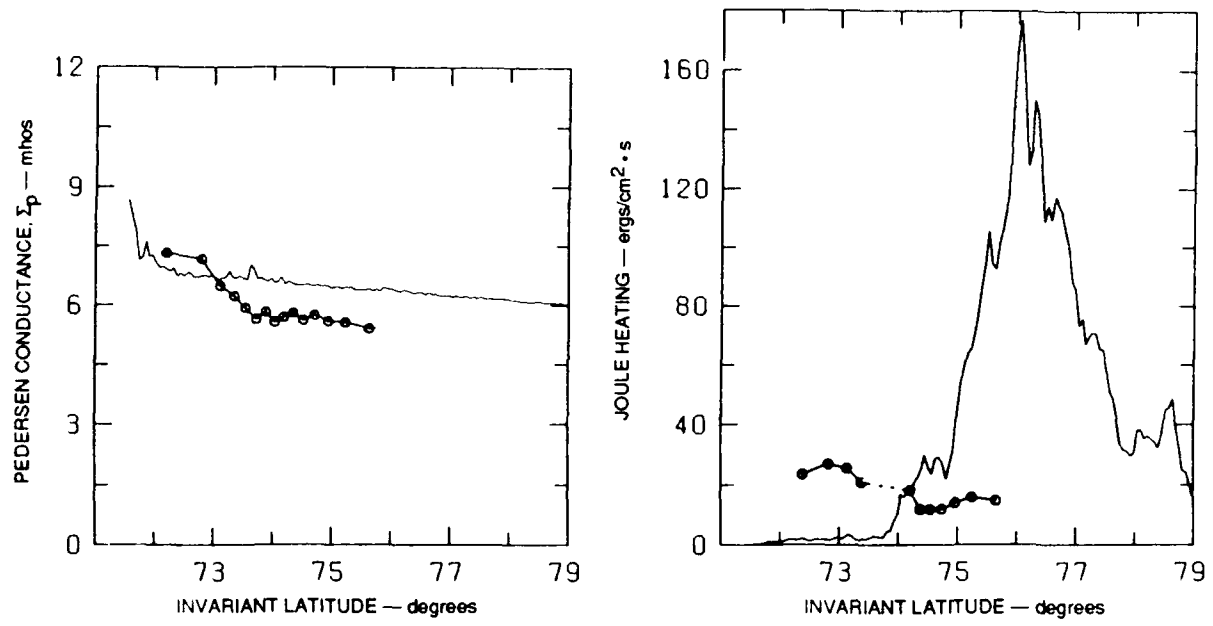 12
9
6
3
0
PEDERSEN CONDUCTANCE, Σp — mhos
73 75 77 79
INVARIANT LATITUDE — degrees
160
120
80
40
0
JOULE HEATING — ergs/cm² • s
73 75 77 79
INVARIANT LATITUDE — degrees